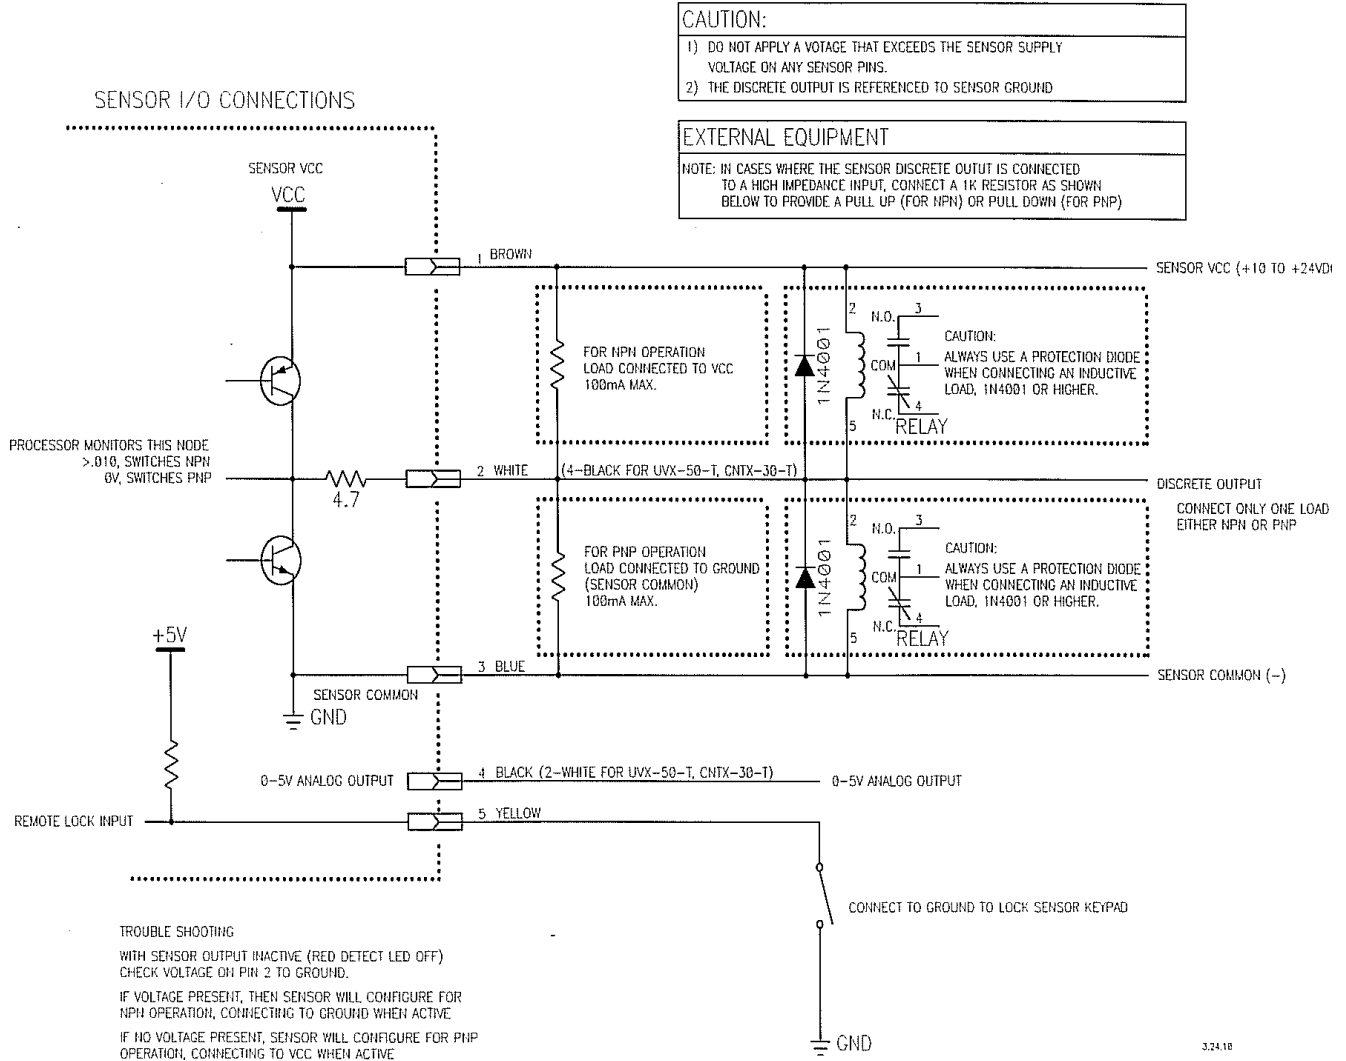 CAUTION:
1) DO NOT APPLY A VOTAGE THAT EXCEEDS THE SENSOR SUPPLY
VOLTAGE ON ANY SENSOR PINS.
2) THE DISCRETE OUTPUT IS REFERENCED TO SENSOR GROUND
EXTERNAL EQUIPMENT
NOTE: IN CASES WHERE THE SENSOR DISCRETE OUTUT IS CONNECTED
TO A HIGH IMPEDANCE INPUT, CONNECT A 1K RESISTOR AS SHOWN
BELOW TO PROVIDE A PULL UP (FOR NPN) OR PULL DOWN (FOR PNP)
SENSOR I/O CONNECTIONS
SENSOR VCC
VCC
1 BROWN
SENSOR VCC (+10 TO +24VD
FOR NPN OPERATION
LOAD CONNECTED TO VCC
100mA MAX.
1N4001
2
5
N.O. 3
COM 1
N.C. 4
RELAY
CAUTION:
ALWAYS USE A PROTECTION DIODE
WHEN CONNECTING AN INDUCTIVE
LOAD, 1N4001 OR HIGHER.
PROCESSOR MONITORS THIS NODE
>.010, SWITCHES NPN
0V, SWITCHES PNP
4.7
2 WHITE (4-BLACK FOR UVX-50-T, CNTX-30-T)
DISCRETE OUTPUT
CONNECT ONLY ONE LOAD
EITHER NPN OR PNP
FOR PNP OPERATION
LOAD CONNECTED TO GROUND
(SENSOR COMMON)
100mA MAX.
1N4001
2
5
N.O. 3
COM 1
N.C. 4
RELAY
CAUTION:
ALWAYS USE A PROTECTION DIODE
WHEN CONNECTING AN INDUCTIVE
LOAD, 1N4001 OR HIGHER.
+5V
3 BLUE
SENSOR COMMON
SENSOR COMMON (-)
GND
0-5V ANALOG OUTPUT
4 BLACK (2-WHITE FOR UVX-50-T, CNTX-30-T)
0-5V ANALOG OUTPUT
REMOTE LOCK INPUT
5 YELLOW
CONNECT TO GROUND TO LOCK SENSOR KEYPAD
GND
TROUBLE SHOOTING
WITH SENSOR OUTPUT INACTIVE (RED DETECT LED OFF)
CHECK VOLTAGE ON PIN 2 TO GROUND.
IF VOLTAGE PRESENT, THEN SENSOR WILL CONFIGURE FOR
NPN OPERATION, CONNECTING TO GROUND WHEN ACTIVE
IF NO VOLTAGE PRESENT, SENSOR WILL CONFIGURE FOR PNP
OPERATION, CONNECTING TO VCC WHEN ACTIVE
3.24.10